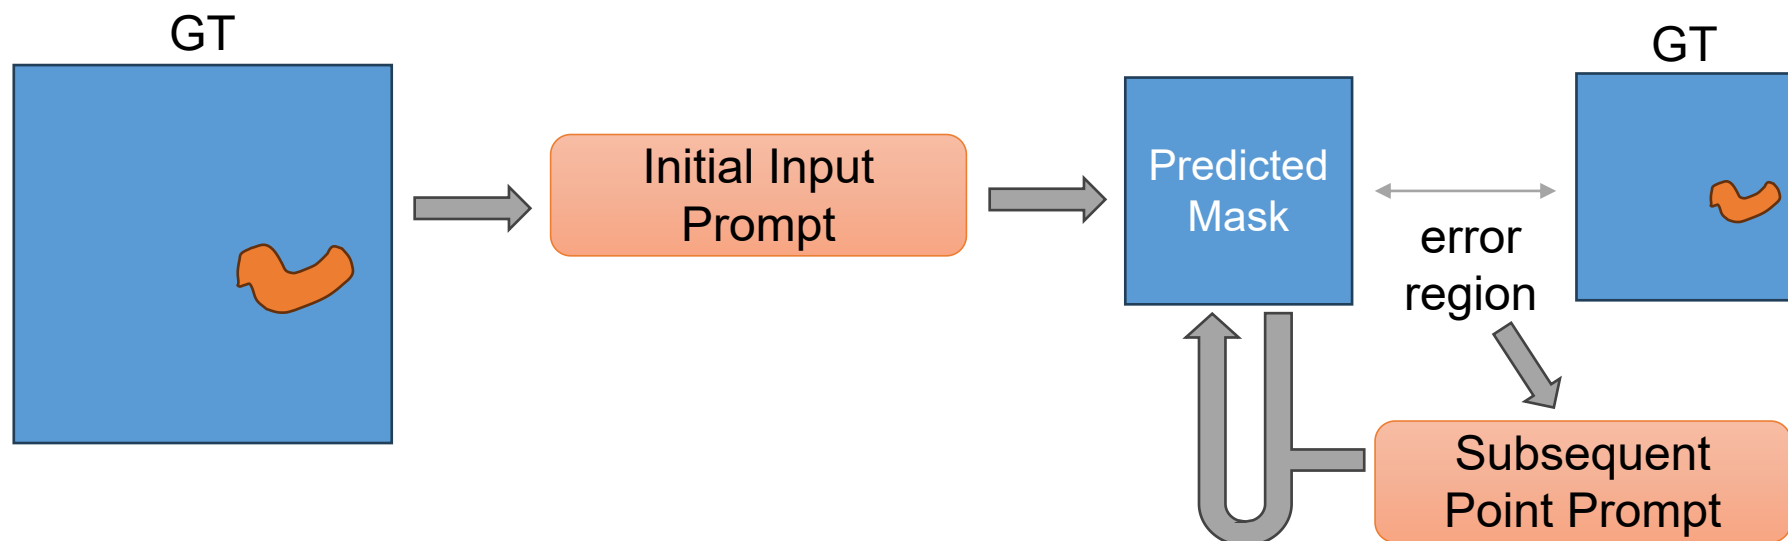 GT
Initial Input
Prompt
Predicted
Mask
error
region
GT
Subsequent
Point Prompt